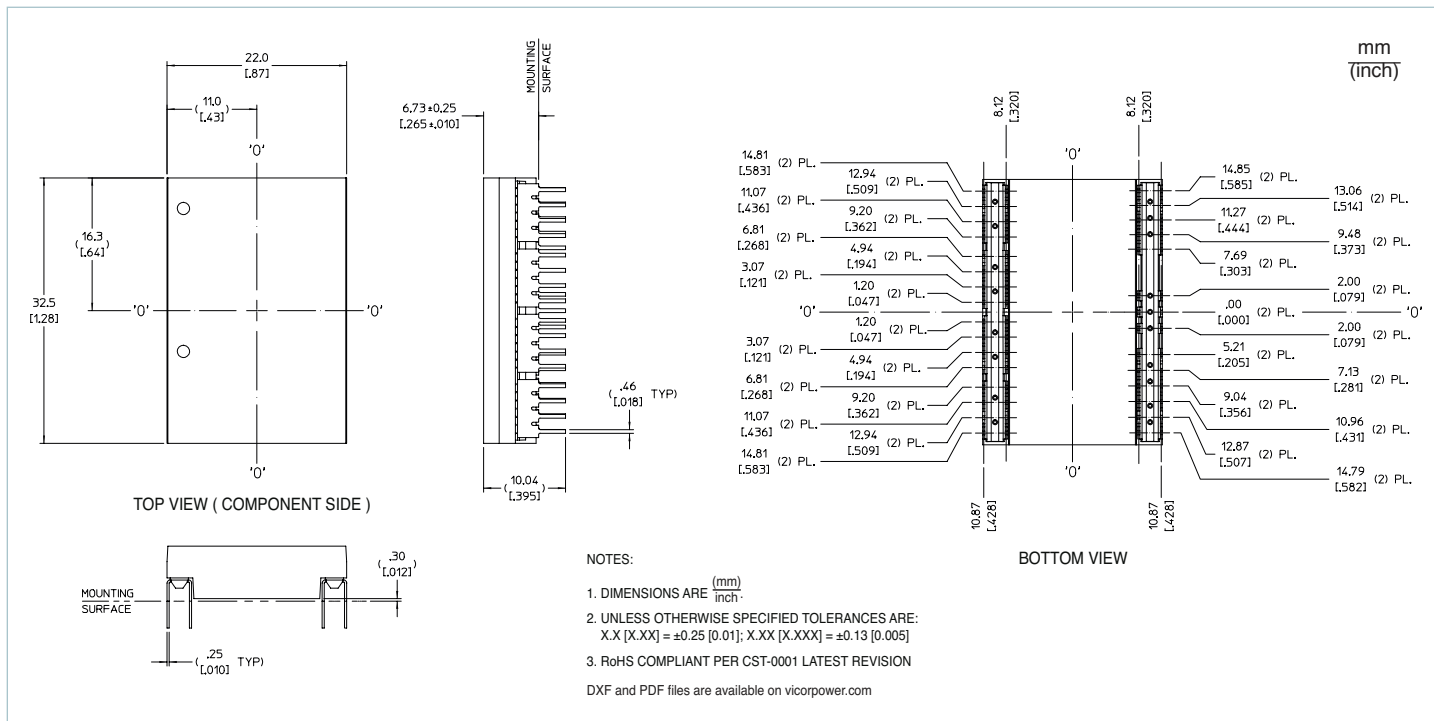 mm
(inch)
22.0
[.87]
(11.0
[.43])
'0'
16.3
([.64])
32.5
[1.28]
'0'
'0'
'0'
TOP VIEW ( COMPONENT SIDE )
MOUNTING
SURFACE
6.73 ±0.25
[.265±.010]
(.46
[.018] TYP)
(10.04
[.395])
MOUNTING
SURFACE
(.30
[.012])
(.25
[.010] TYP)
8.12
[.320]
8.12
[.320]
'0'
14.81
[.583] (2) PL.
12.94
[.509] (2) PL.
11.07
[.436] (2) PL.
9.20
[.362] (2) PL.
6.81
[.268] (2) PL.
4.94
[.194] (2) PL.
3.07
[.121] (2) PL.
1.20
[.047] (2) PL.
'0'
1.20
[.047] (2) PL.
3.07
[.121] (2) PL.
4.94
[.194] (2) PL.
6.81
[.268] (2) PL.
9.20
[.362] (2) PL.
11.07
[.436] (2) PL.
12.94
[.509] (2) PL.
14.81
[.583] (2) PL.
14.85
[.585] (2) PL.
13.06
[.514] (2) PL.
11.27
[.444] (2) PL.
9.48
[.373] (2) PL.
7.69
[.303] (2) PL.
2.00
[.079] (2) PL.
.00
[.000] (2) PL.
'0'
2.00
[.079] (2) PL.
5.21
[.205] (2) PL.
7.13
[.281] (2) PL.
9.04
[.356] (2) PL.
10.96
[.431] (2) PL.
12.87
[.507] (2) PL.
14.79
[.582] (2) PL.
'0'
10.87
[.428]
10.87
[.428]
BOTTOM VIEW
NOTES:
1. DIMENSIONS ARE (mm)
inch.
2. UNLESS OTHERWISE SPECIFIED TOLERANCES ARE:
X.X [X.XX] = ±0.25 [0.01]; X.XX [X.XXX] = ±0.13 [0.005]
3. RoHS COMPLIANT PER CST-0001 LATEST REVISION
DXF and PDF files are available on vicorpower.com